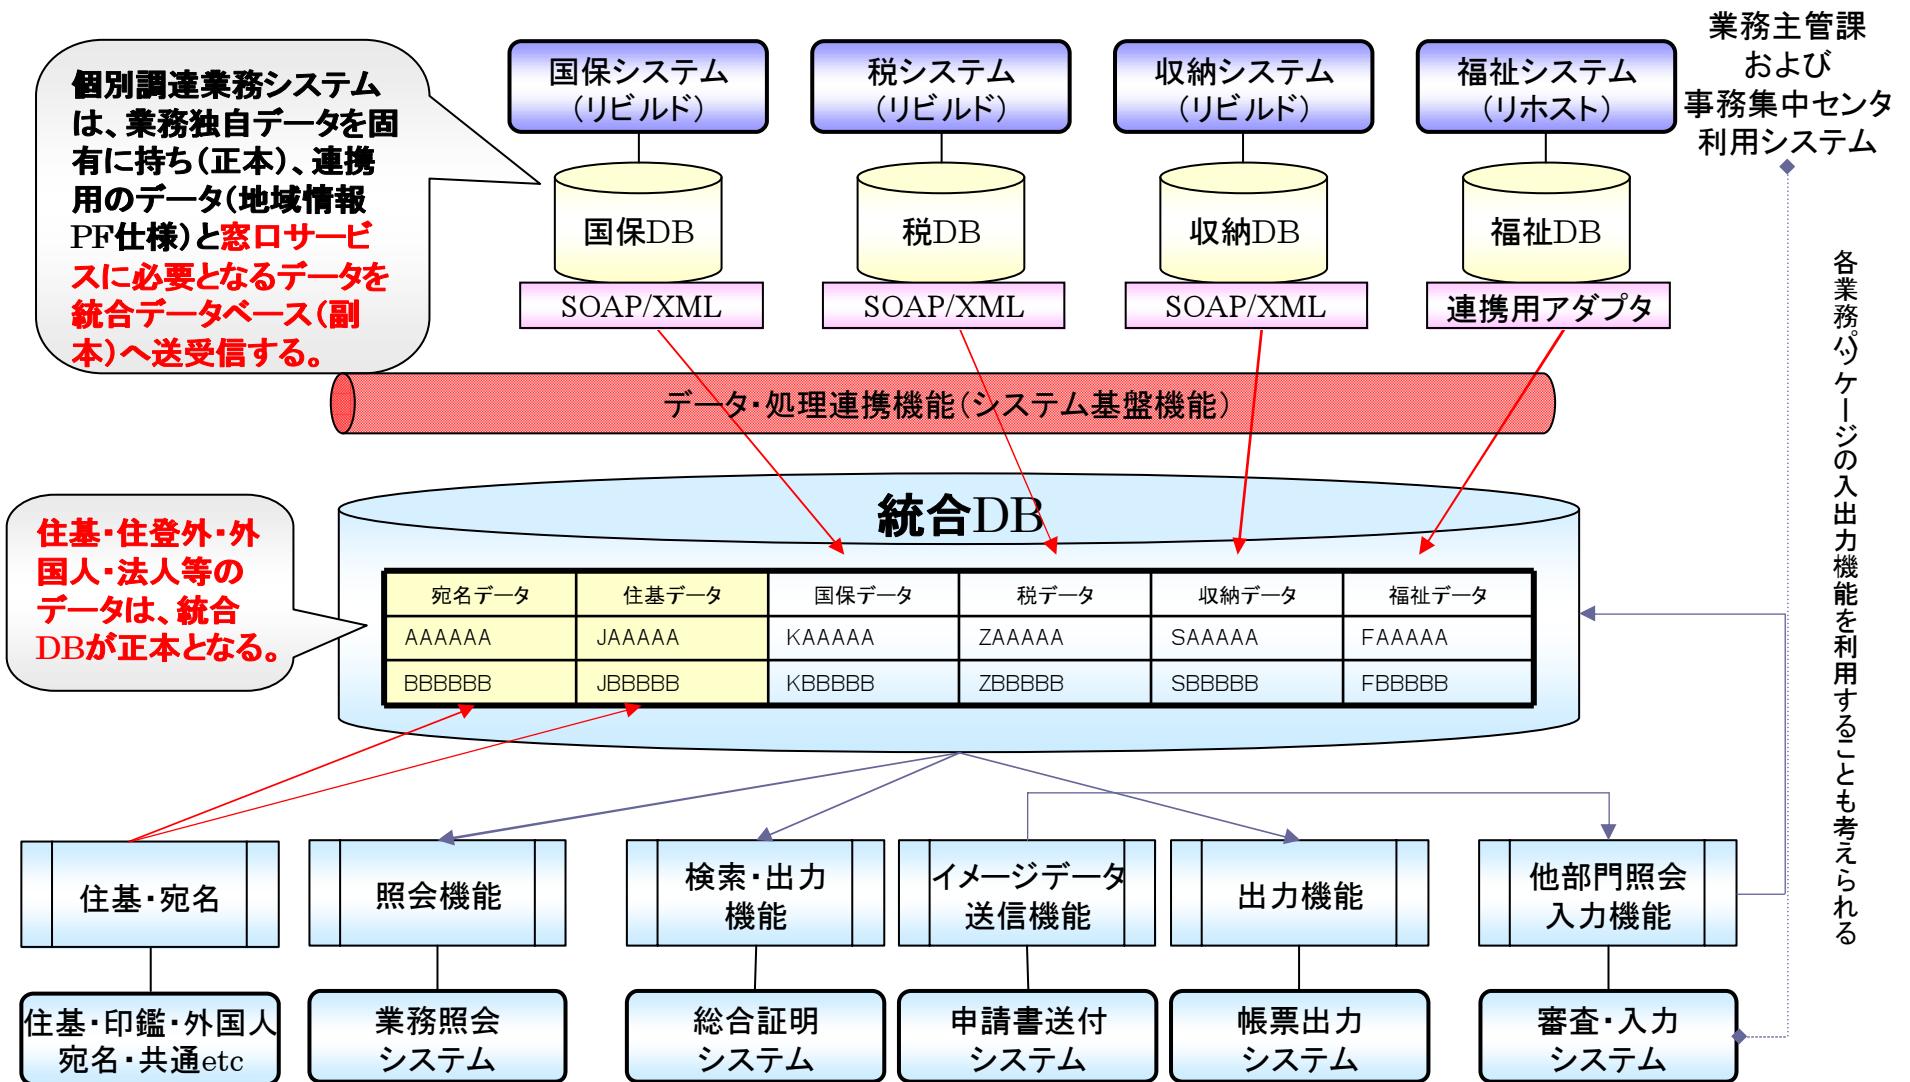 業務主管課
および
事務集中センタ
利用システム
個別調達業務システム
は、業務独自データを固
有に持ち（正本）、連携
用のデータ（地域情報
PF仕様）と窓口サービ
スに必要となるデータを
統合データベース（副
本）へ送受信する。
国保システム
（リビルド）
税システム
（リビルド）
収納システム
（リビルド）
福祉システム
（リホスト）
国保DB
税DB
収納DB
福祉DB
SOAP/XML
SOAP/XML
SOAP/XML
連携用アダプタ
データ・処理連携機能（システム基盤機能）
各業務パッケージの入出力機能を利用することも考えられる
統合DB
住基・住登外・外
国人・法人等の
データは、統合
DBが正本となる。
宛名データ 住基データ 国保データ 税データ 収納データ 福祉データ
AAAAAA JAAAAA KAAAAA ZAAAAA SAAAAA FAAAAA
BBBBBB JBBBBB KBBBBB ZBBBBB SBBBBB FBBBBB
住基・宛名
照会機能
検索・出力
機能
イメージデータ
送信機能
出力機能
他部門照会
入力機能
住基・印鑑・外国人
宛名・共通etc
業務照会
システム
総合証明
システム
申請書送付
システム
帳票出力
システム
審査・入力
システム